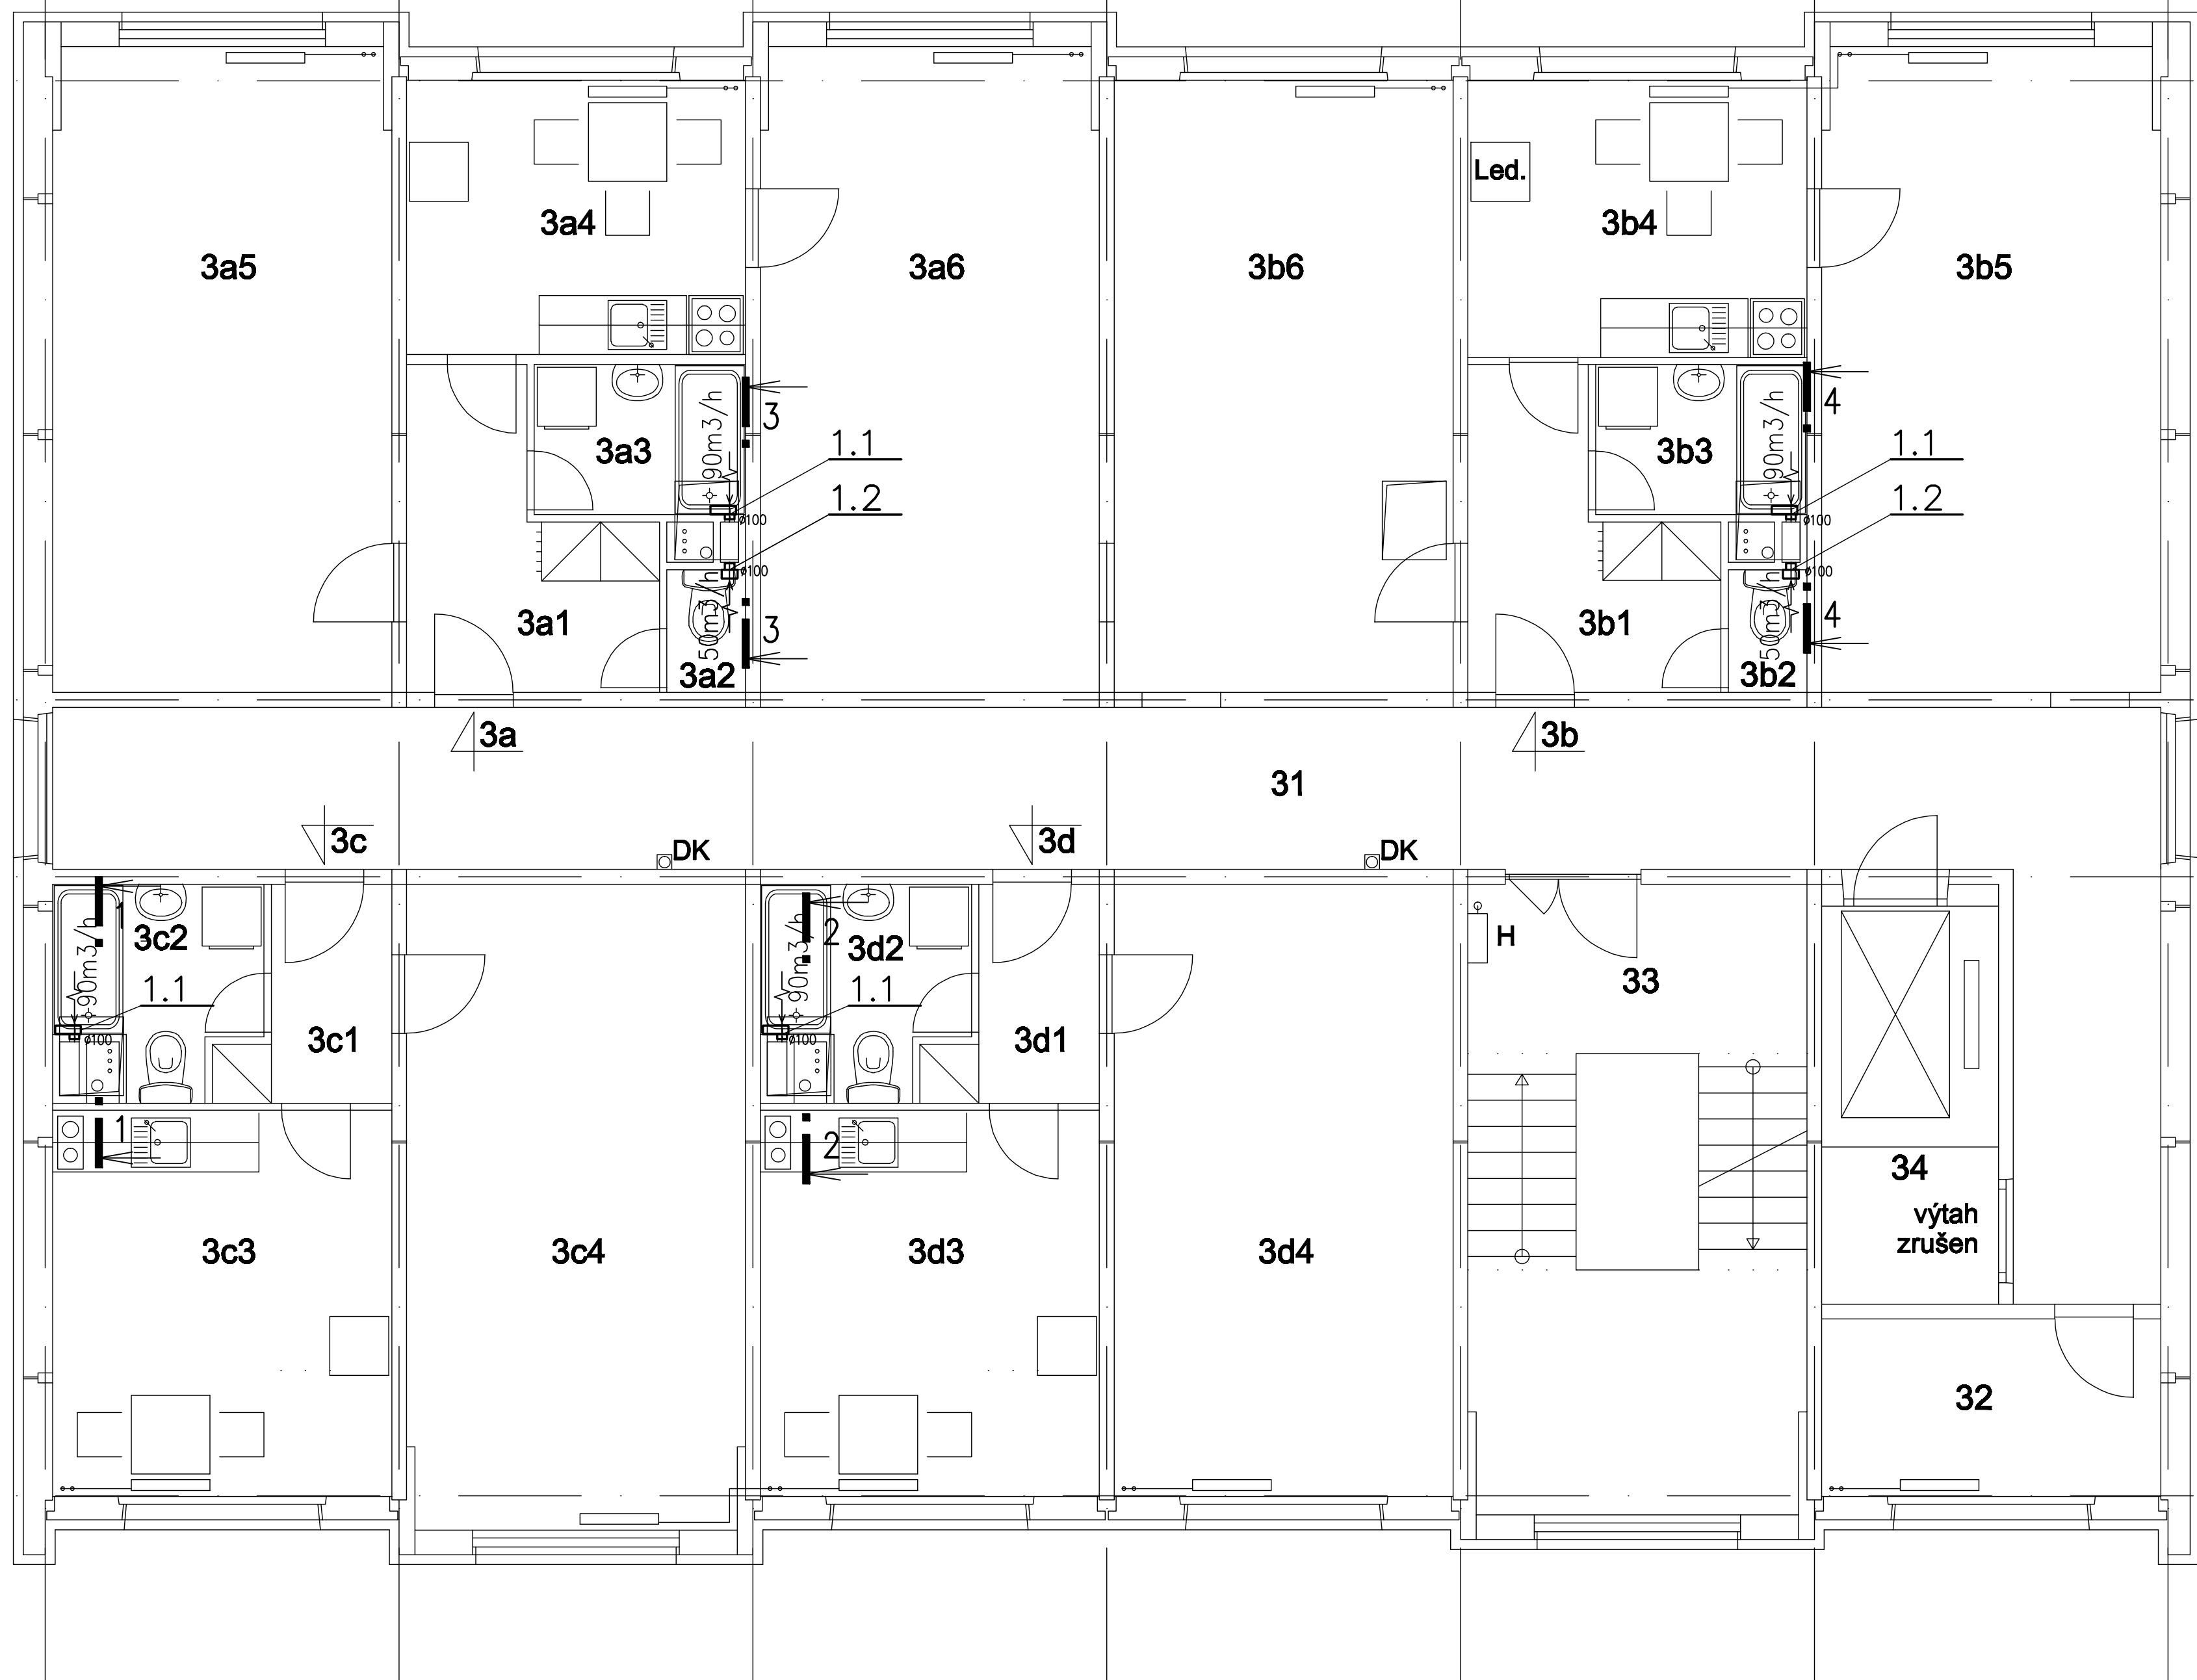 Led.
3a4
3b4
3a5
3a6
3b6
3b5
90m3/h
3
90m3/h
4
3a3
1.1
3b3
1.1
1.2
1.2
ø100
ø100
ø100
ø100
50m3/h
50m3/h
3a1
3
3b1
4
3a2
3b2
3a
3b
31
3c
3d
DK
DK
1
90m3/h
3c2
2
90m3/h
3d2
H
33
1.1
1.1
ø100
ø100
3c1
3d1
1
2
34
výtah
zrušen
3c3
3c4
3d3
3d4
32